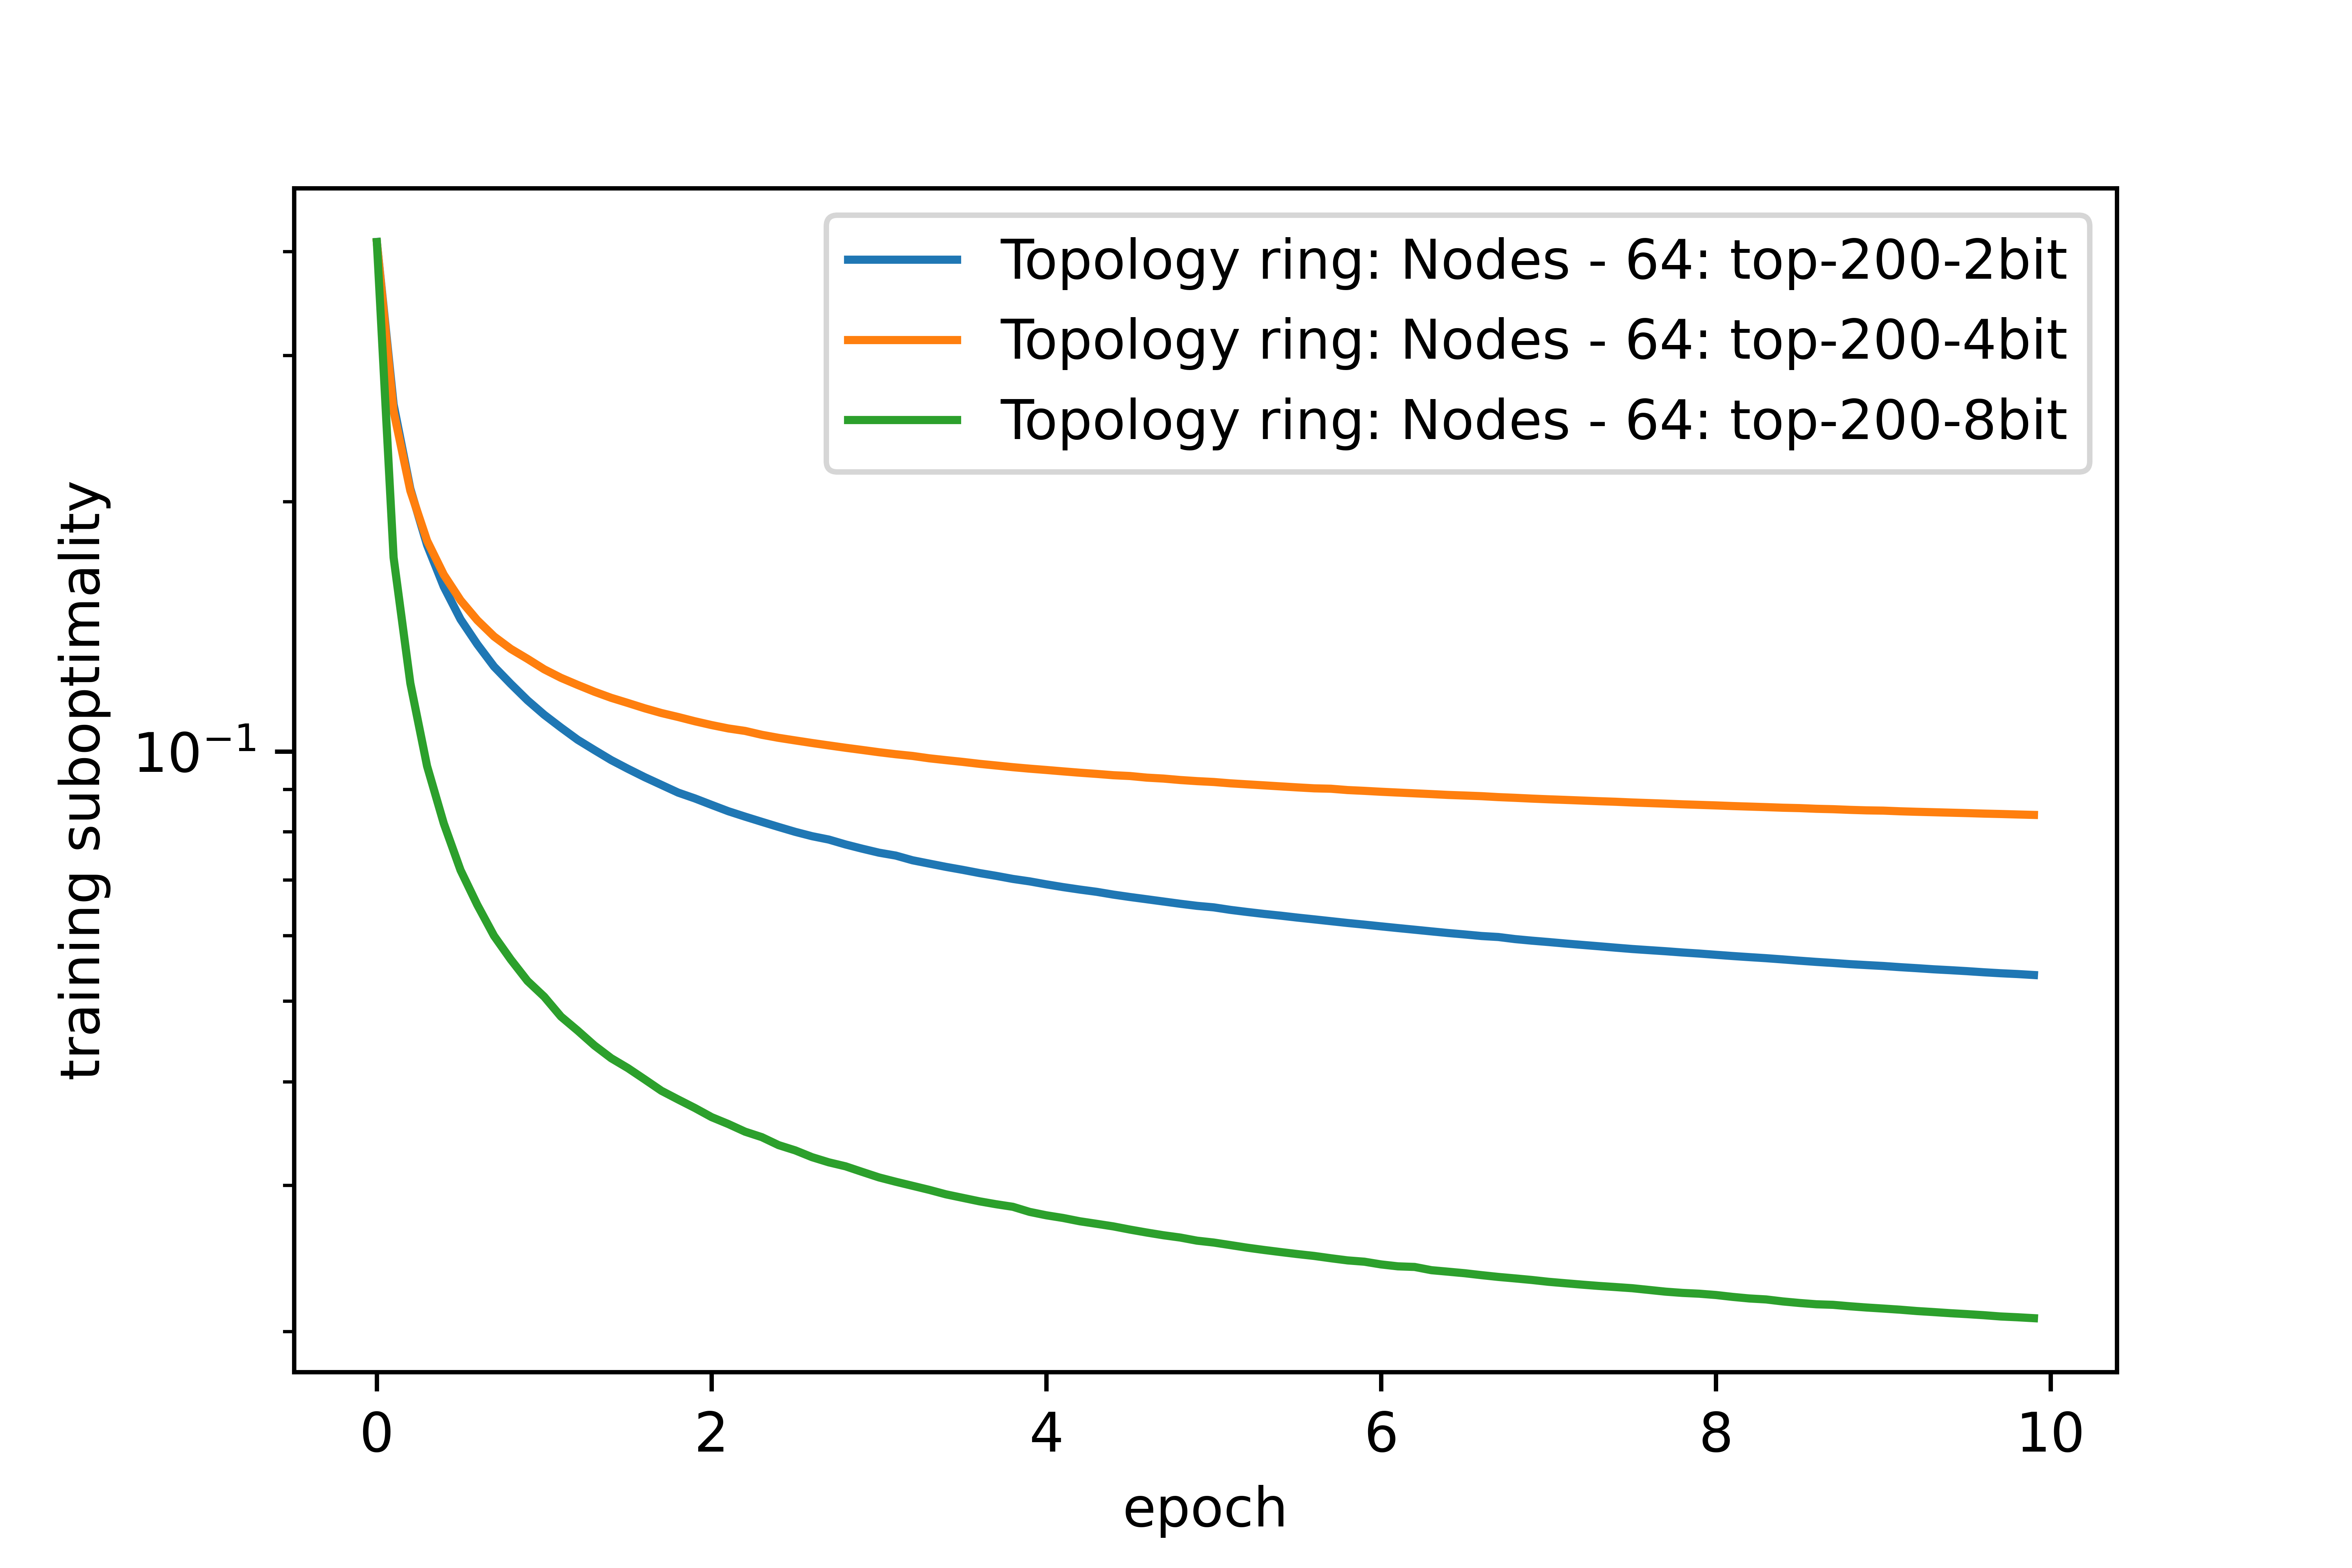 Topology ring: Nodes - 64: top-200-2bit
Topology ring: Nodes - 64: top-200-4bit
Topology ring: Nodes - 64: top-200-8bit
training suboptimality
10⁻¹
0 2 4 6 8 10
epoch